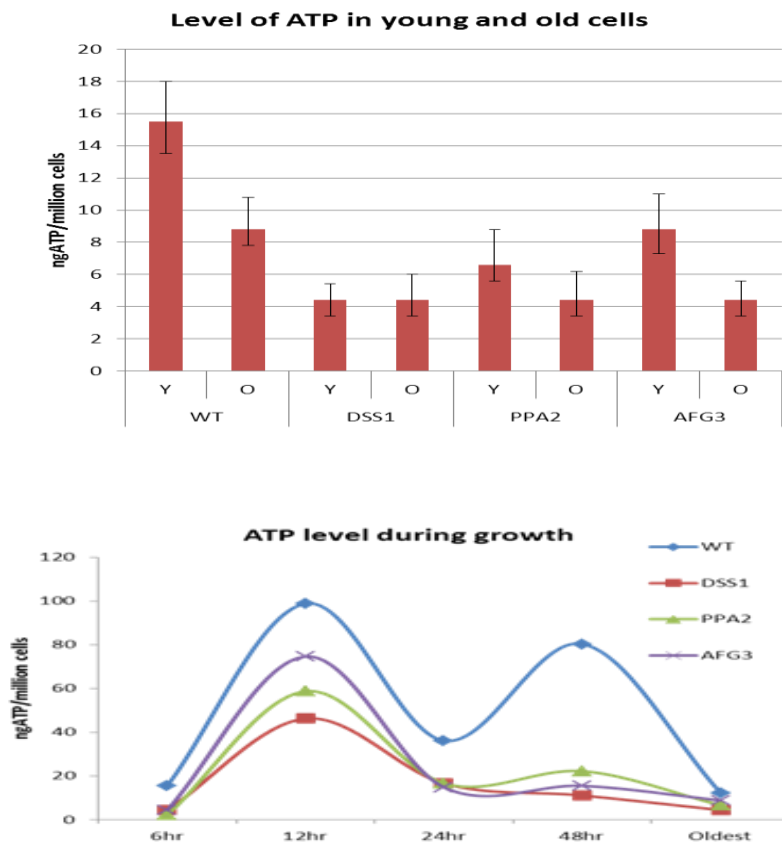 Level of ATP in young and old cells
20
18
16
14
12
10
8
6
4
2
0
ngATP/million cells
Y O Y O Y O Y O
WT DSS1 PPA2 AFG3
ATP level during growth
120
100
80
60
40
20
0
ngATP/million cells
WT
DSS1
PPA2
AFG3
6hr 12hr 24hr 48hr Oldest